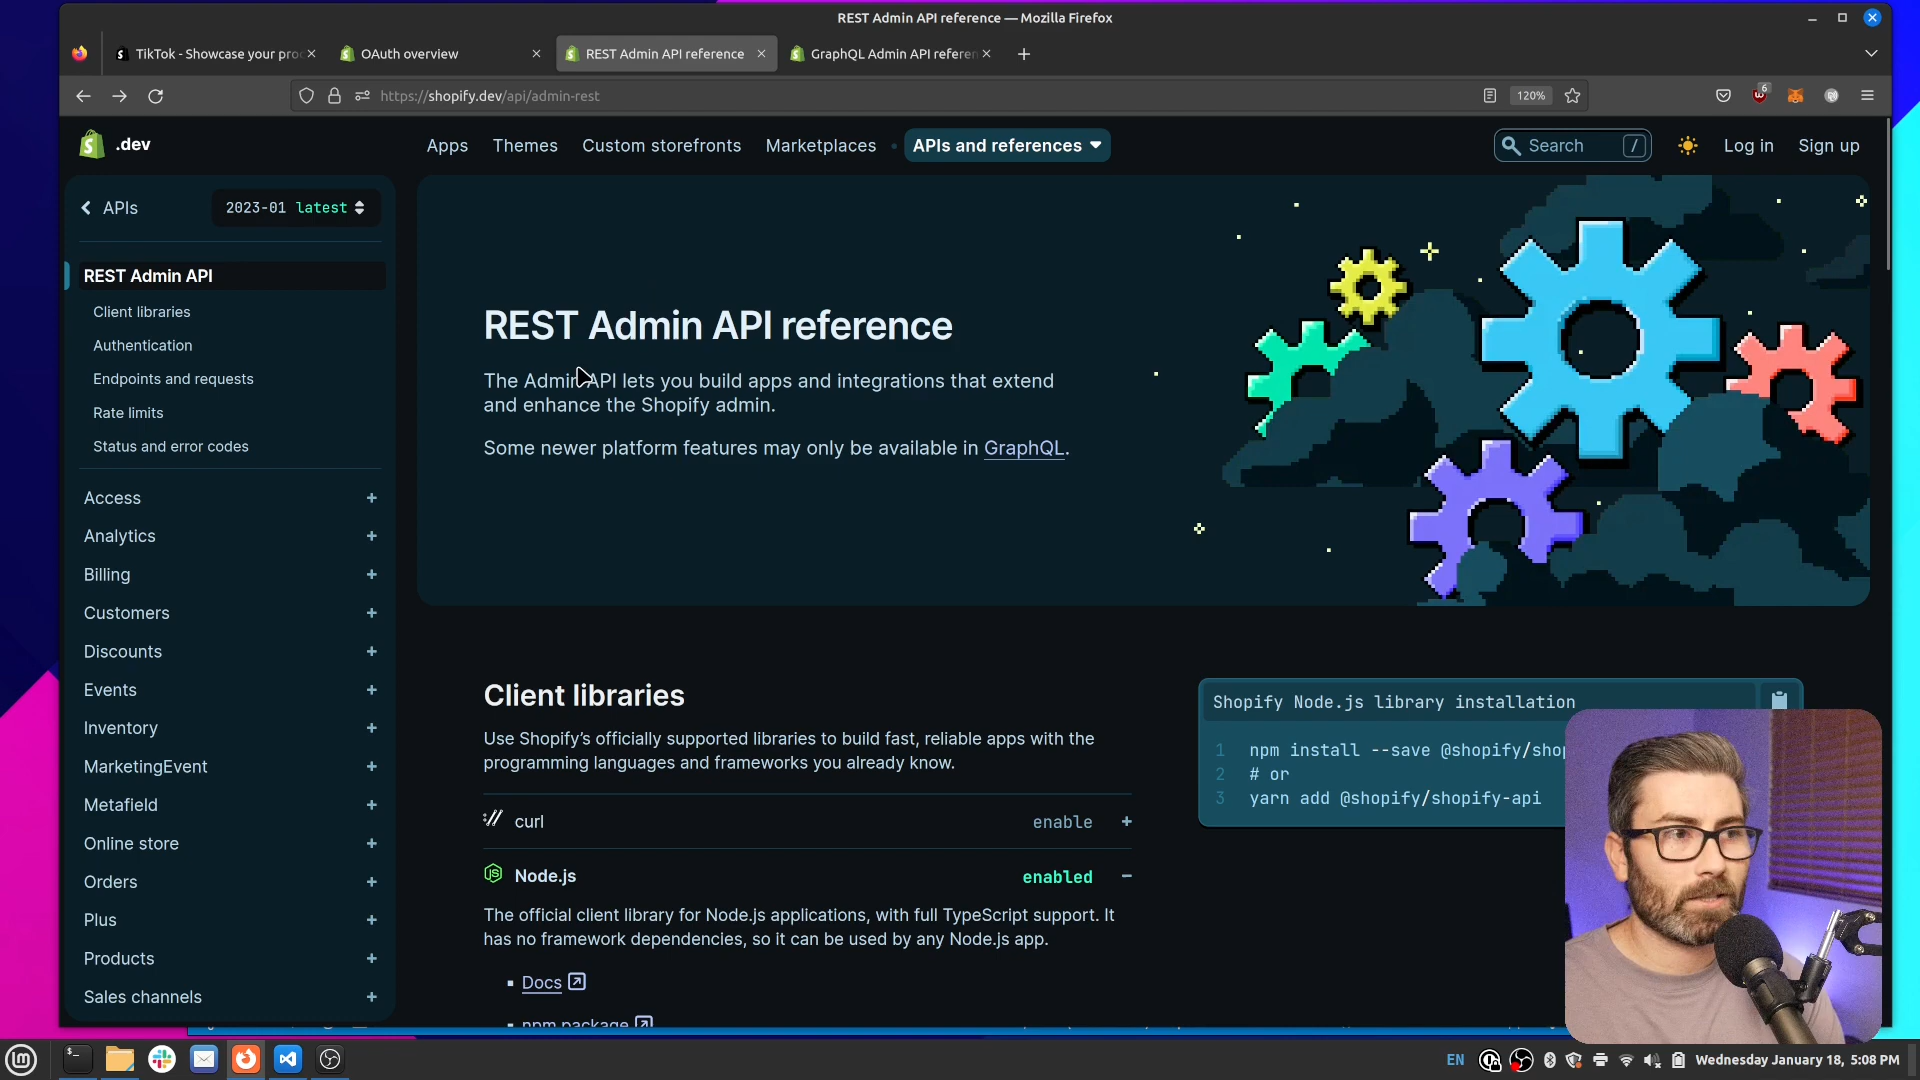 REST Admin API reference — Mozilla Firefox
TikTok - Showcase your pro
OAuth overview
REST Admin API reference
GraphQL Admin API referen
https://shopify.dev/api/admin-rest
120%
6
.dev
Apps
Themes
Custom storefronts
Marketplaces
APIs and references
Search /
Log in
Sign up
APIs
2023-01 latest
REST Admin API
Client libraries
Authentication
Endpoints and requests
Rate limits
Status and error codes
Access +
Analytics +
Billing +
Customers +
Discounts +
Events +
Inventory +
MarketingEvent +
Metafield +
Online store +
Orders +
Plus +
Products +
Sales channels +
REST Admin API reference
The Admin API lets you build apps and integrations that extend
and enhance the Shopify admin.
Some newer platform features may only be available in GraphQL.
Client libraries
Use Shopify’s officially supported libraries to build fast, reliable apps with the
programming languages and frameworks you already know.
curl enable +
Node.js enabled −
The official client library for Node.js applications, with full TypeScript support. It
has no framework dependencies, so it can be used by any Node.js app.
Docs
npm package
Shopify Node.js library installation
1 npm install --save @shopify/shop
2 # or
3 yarn add @shopify/shopify-api
EN
Wednesday January 18, 5:08 PM